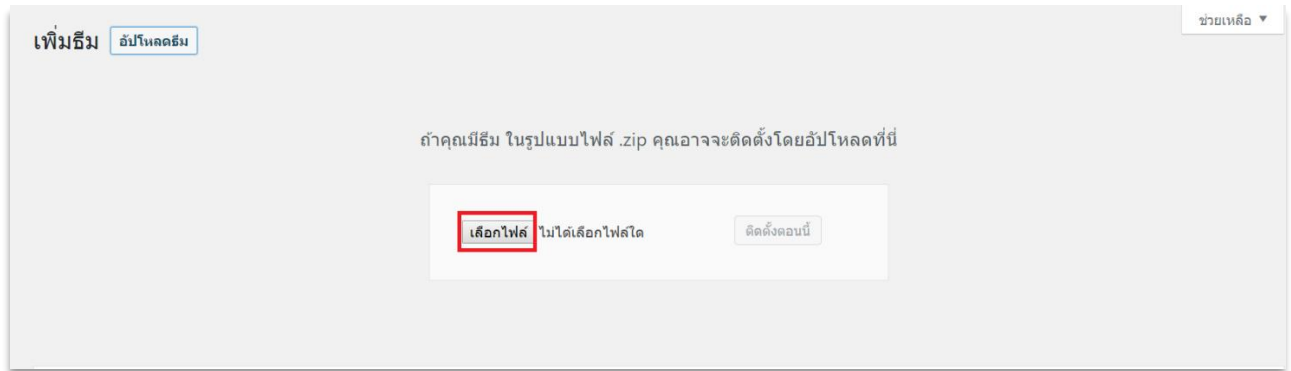 ช่วยเหลือ ▼
เพิ่มธีม อัปโหลดธีม
ถ้าคุณมีธีม ในรูปแบบไฟล์ .zip คุณอาจจะติดตั้งโดยอัปโหลดที่นี่
เลือกไฟล์ ไม่ได้เลือกไฟล์ใด ติดตั้งตอนนี้